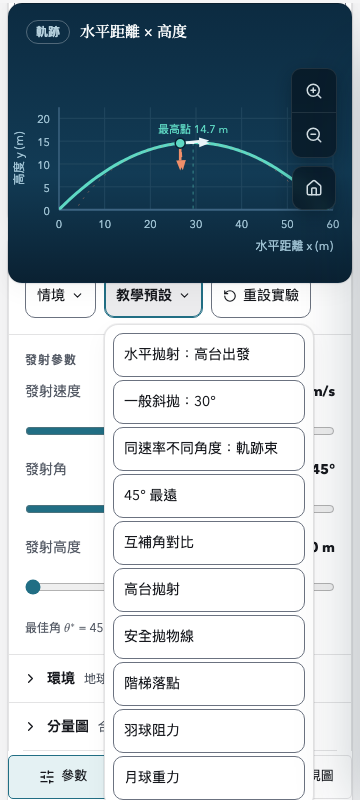 軌跡 水平距離 × 高度
最高點 14.7 m
高度 y (m)
20
15
10
5
0
0 10 20 30 40 50 60
水平距離 x (m)
情境 教學預設 重設實驗
發射參數
發射速度 m/s
發射角 45°
發射高度 0 m
最佳角 θ* = 45
環境 地球
分量圖 合
參數 現圖
水平拋射：高台出發
一般斜拋：30°
同速率不同角度：軌跡束
45° 最遠
互補角對比
高台拋射
安全拋物線
階梯落點
羽球阻力
月球重力